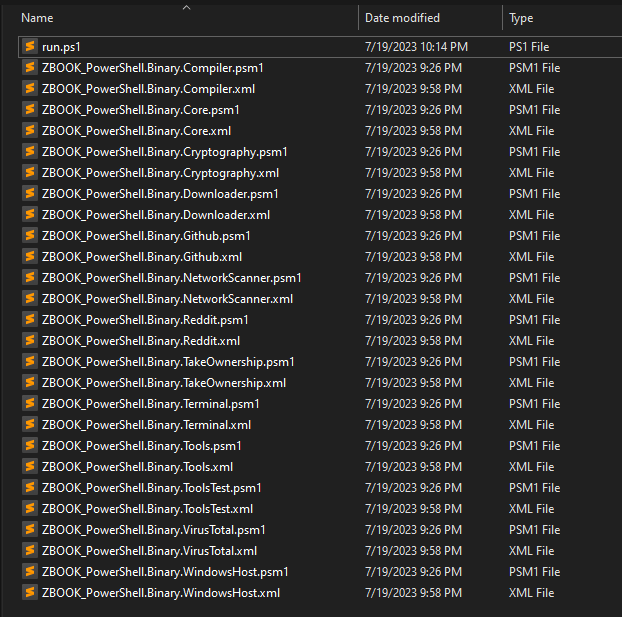 Name Date modified Type
run.ps1 7/19/2023 10:14 PM PS1 File
ZBOOK_PowerShell.Binary.Compiler.psm1 7/19/2023 9:26 PM PSM1 File
ZBOOK_PowerShell.Binary.Compiler.xml 7/19/2023 9:58 PM XML File
ZBOOK_PowerShell.Binary.Core.psm1 7/19/2023 9:26 PM PSM1 File
ZBOOK_PowerShell.Binary.Core.xml 7/19/2023 9:58 PM XML File
ZBOOK_PowerShell.Binary.Cryptography.psm1 7/19/2023 9:26 PM PSM1 File
ZBOOK_PowerShell.Binary.Cryptography.xml 7/19/2023 9:58 PM XML File
ZBOOK_PowerShell.Binary.Downloader.psm1 7/19/2023 9:26 PM PSM1 File
ZBOOK_PowerShell.Binary.Downloader.xml 7/19/2023 9:58 PM XML File
ZBOOK_PowerShell.Binary.Github.psm1 7/19/2023 9:26 PM PSM1 File
ZBOOK_PowerShell.Binary.Github.xml 7/19/2023 9:58 PM XML File
ZBOOK_PowerShell.Binary.NetworkScanner.psm1 7/19/2023 9:26 PM PSM1 File
ZBOOK_PowerShell.Binary.NetworkScanner.xml 7/19/2023 9:58 PM XML File
ZBOOK_PowerShell.Binary.Reddit.psm1 7/19/2023 9:26 PM PSM1 File
ZBOOK_PowerShell.Binary.Reddit.xml 7/19/2023 9:58 PM XML File
ZBOOK_PowerShell.Binary.TakeOwnership.psm1 7/19/2023 9:26 PM PSM1 File
ZBOOK_PowerShell.Binary.TakeOwnership.xml 7/19/2023 9:58 PM XML File
ZBOOK_PowerShell.Binary.Terminal.psm1 7/19/2023 9:26 PM PSM1 File
ZBOOK_PowerShell.Binary.Terminal.xml 7/19/2023 9:58 PM XML File
ZBOOK_PowerShell.Binary.Tools.psm1 7/19/2023 9:26 PM PSM1 File
ZBOOK_PowerShell.Binary.Tools.xml 7/19/2023 9:58 PM XML File
ZBOOK_PowerShell.Binary.ToolsTest.psm1 7/19/2023 9:26 PM PSM1 File
ZBOOK_PowerShell.Binary.ToolsTest.xml 7/19/2023 9:58 PM XML File
ZBOOK_PowerShell.Binary.VirusTotal.psm1 7/19/2023 9:26 PM PSM1 File
ZBOOK_PowerShell.Binary.VirusTotal.xml 7/19/2023 9:58 PM XML File
ZBOOK_PowerShell.Binary.WindowsHost.psm1 7/19/2023 9:26 PM PSM1 File
ZBOOK_PowerShell.Binary.WindowsHost.xml 7/19/2023 9:58 PM XML File